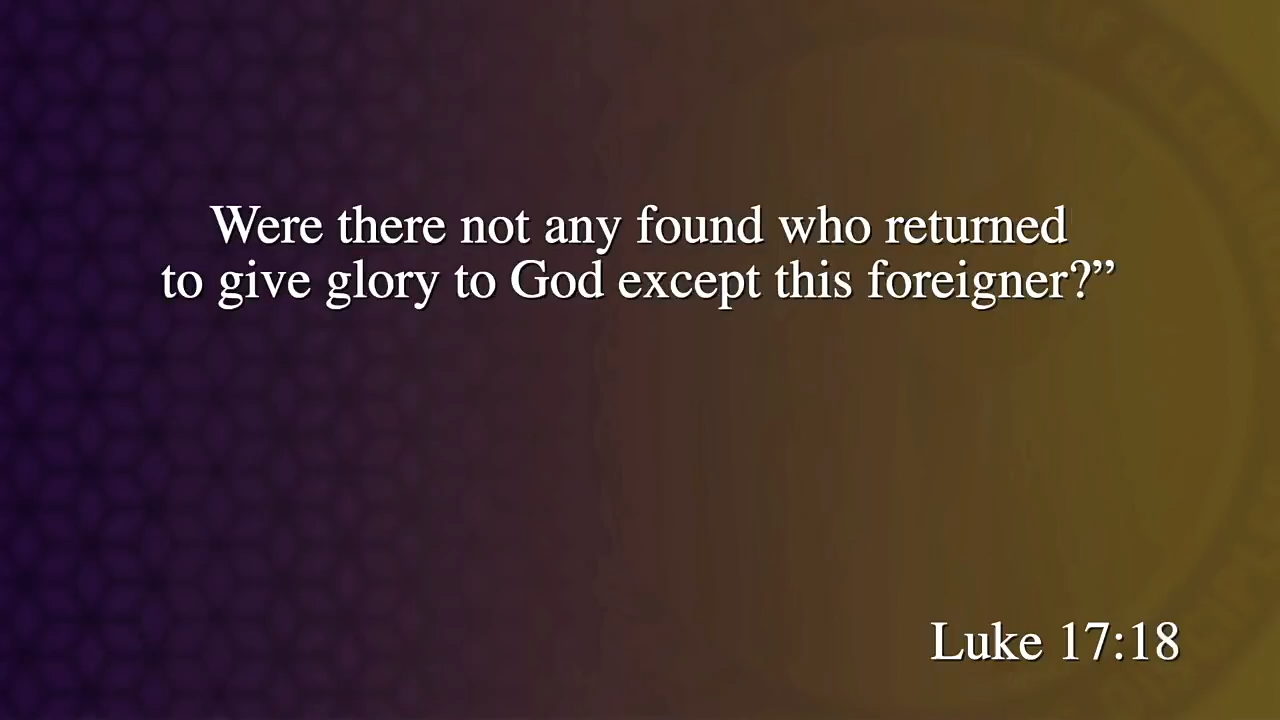 Were there not any found who returned
to give glory to God except this foreigner?”
Luke 17:18